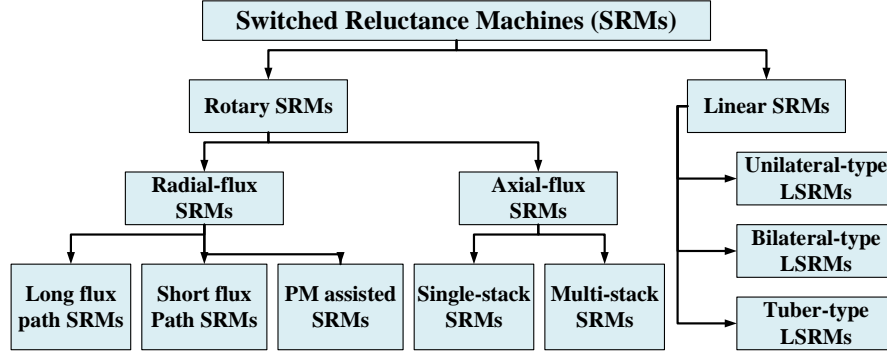 Switched Reluctance Machines (SRMs)
Rotary SRMs
Linear SRMs
Radial-flux
SRMs
Axial-flux
SRMs
Unilateral-type
LSRMs
Bilateral-type
LSRMs
Tuber-type
LSRMs
Long flux
path SRMs
Short flux
Path SRMs
PM assisted
SRMs
Single-stack
SRMs
Multi-stack
SRMs